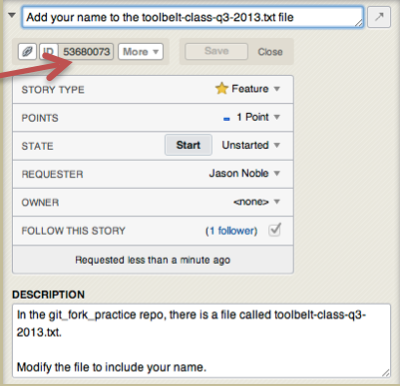 Add your name to the toolbelt-class-q3-2013.txt file
ID 53680073 More Save Close
STORY TYPE Feature
POINTS 1 Point
STATE Start Unstarted
REQUESTER Jason Noble
OWNER <none>
FOLLOW THIS STORY (1 follower)
Requested less than a minute ago
DESCRIPTION
In the git_fork_practice repo, there is a file called toolbelt-class-q3-
2013.txt.
Modify the file to include your name.